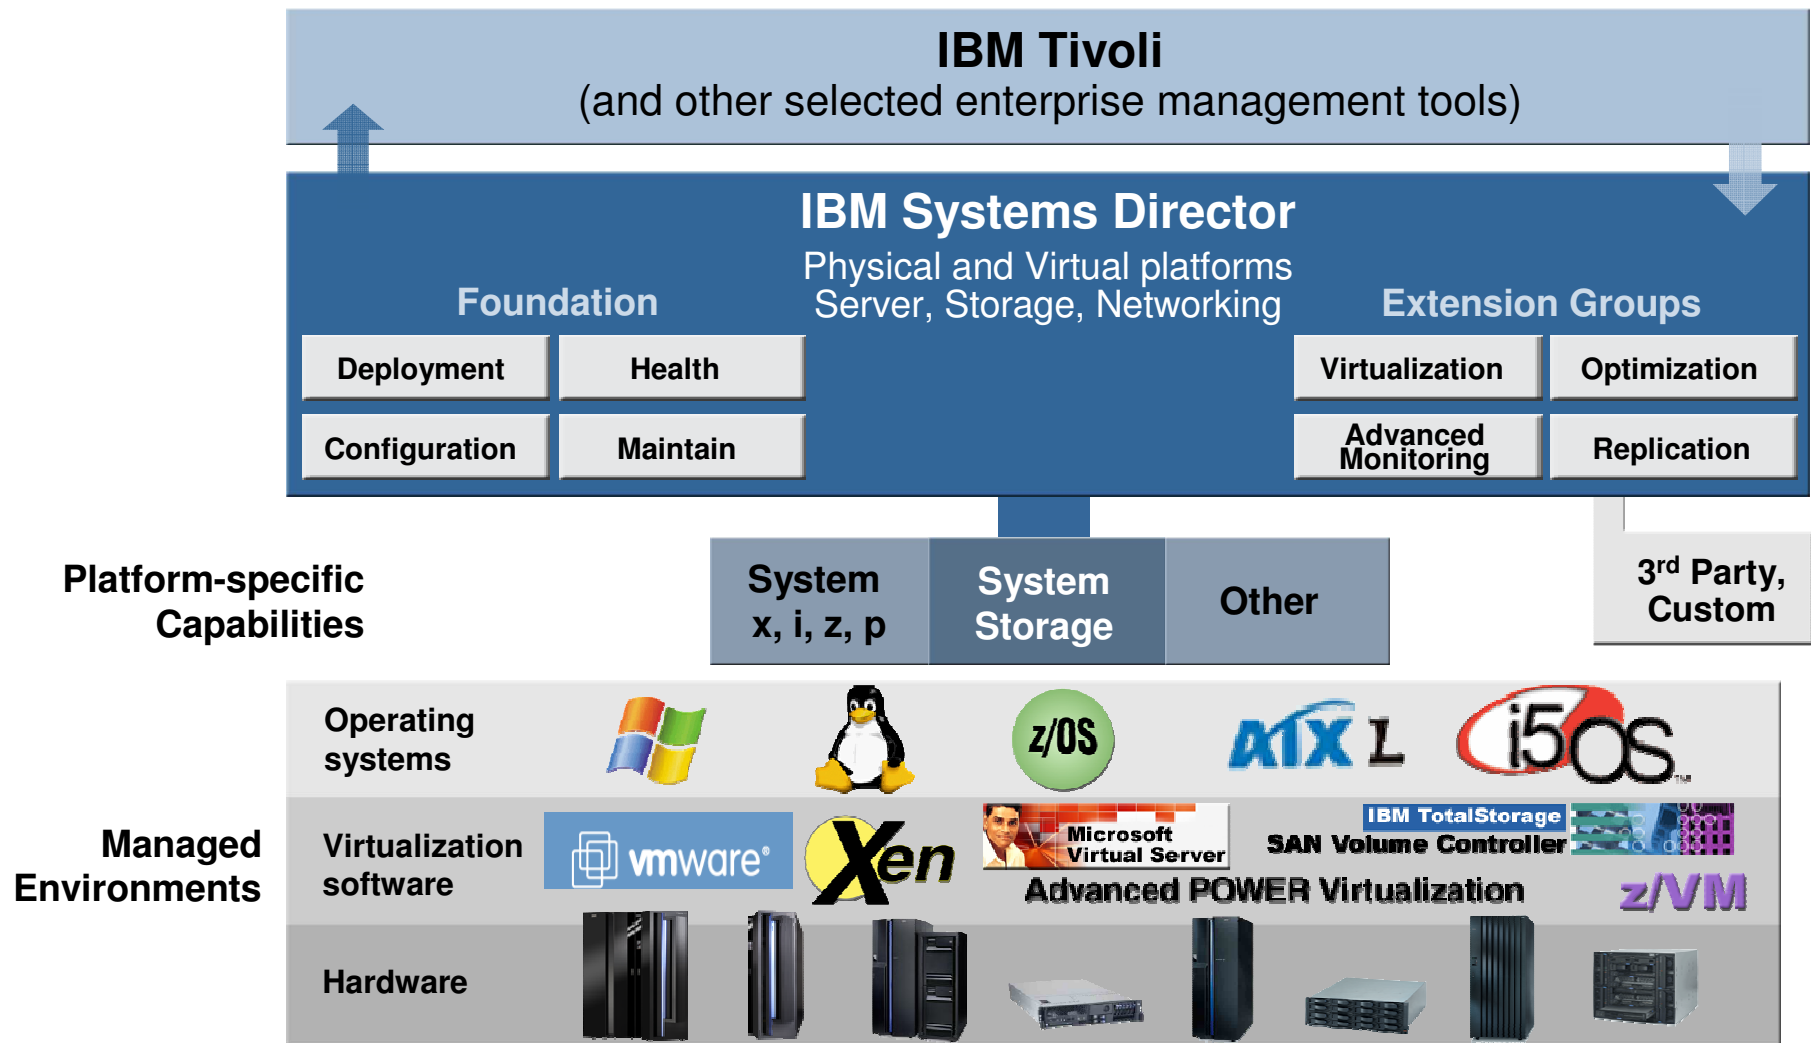 IBM Tivoli
(and other selected enterprise management tools)
IBM Systems Director
Physical and Virtual platforms
Server, Storage, Networking
Foundation
Deployment
Health
Configuration
Maintain
Extension Groups
Virtualization
Optimization
Advanced
Monitoring
Replication
Platform-specific
Capabilities
System
x, i, z, p
System
Storage
Other
3rd Party,
Custom
Managed
Environments
Operating
systems
z/OS
AIX L
i5/OS TM
Virtualization
software
vmware®
Xen
Microsoft
Virtual Server
IBM TotalStorage
SAN Volume Controller
Advanced POWER Virtualization
z/VM
Hardware